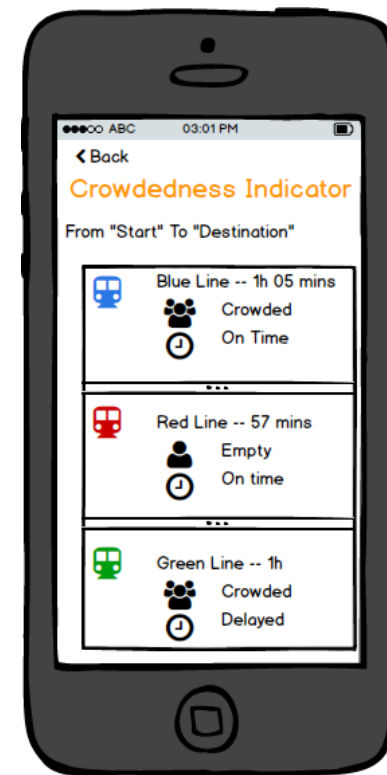 ABC 03:01 PM
Back
Crowdedness Indicator
From "Start" To "Destination"
Blue Line -- 1h 05 mins
Crowded
On Time
Red Line -- 57 mins
Empty
On time
Green Line -- 1h
Crowded
Delayed